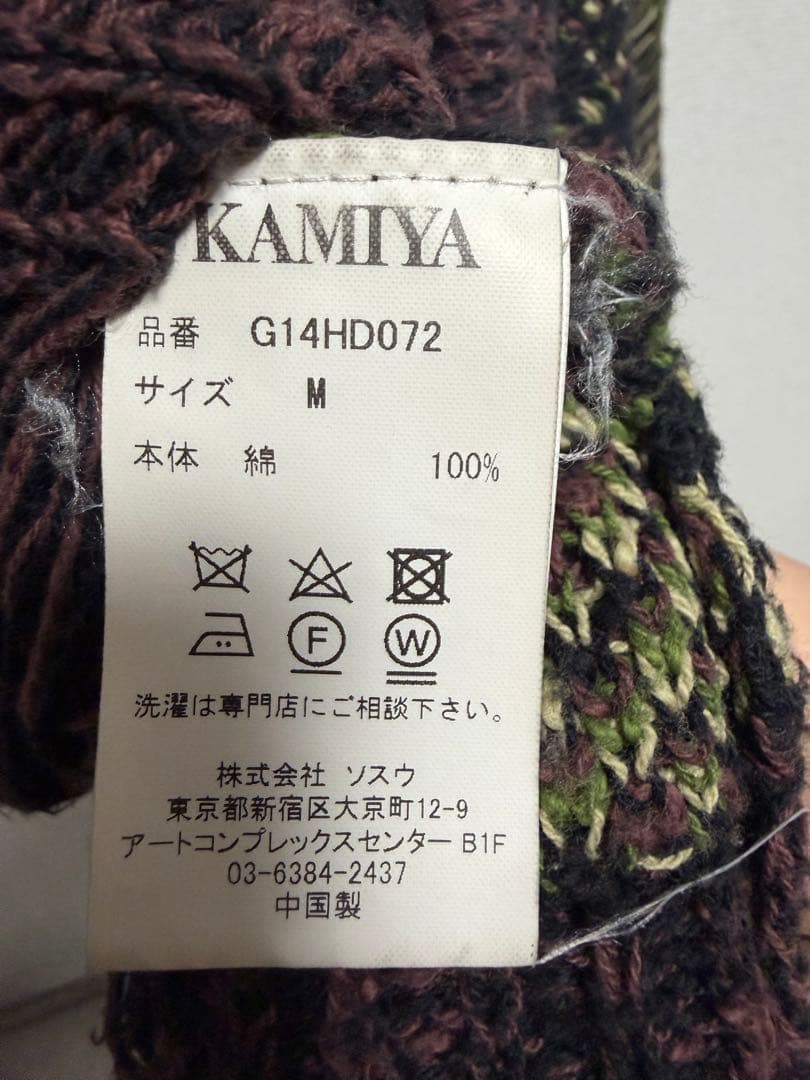 KAMIYA
品番 G14HD072
サイズ M
本体 綿 100%
F W
洗濯は専門店にご相談下さい。
株式会社 ソスウ
東京都新宿区大京町12-9
アートコンプレックスセンター B1F
03-6384-2437
中国製